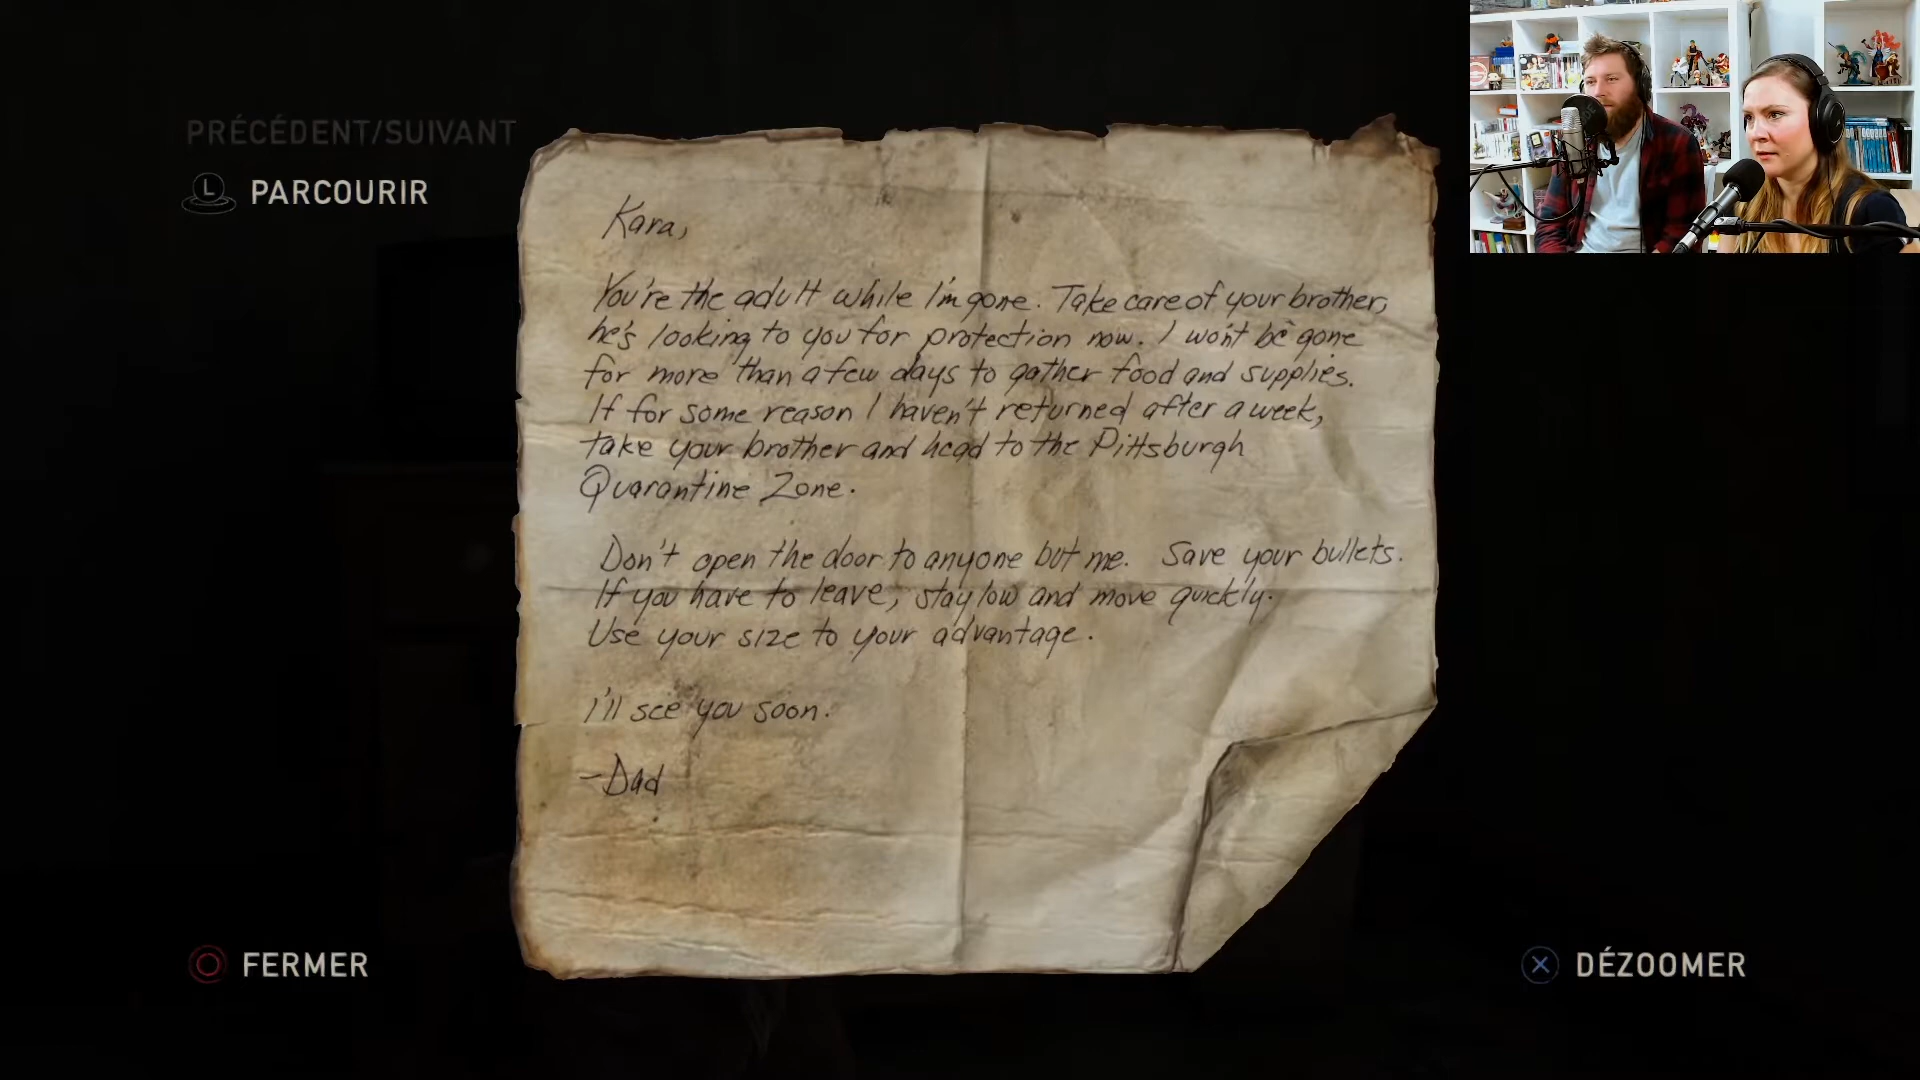 PRÉCÉDENT/SUIVANT
L PARCOURIR
Kara,
You're the adult while I'm gone. Take care of your brother,
he's looking to you for protection now. I won't be gone
for more than a few days to gather food and supplies.
If for some reason I haven't returned after a week,
take your brother and head to the Pittsburgh
Quarantine Zone.
Don't open the door to anyone but me. Save your bullets.
If you have to leave, stay low and move quickly.
Use your size to your advantage.
I'll see you soon.
-Dad
FERMER
DÉZOOMER